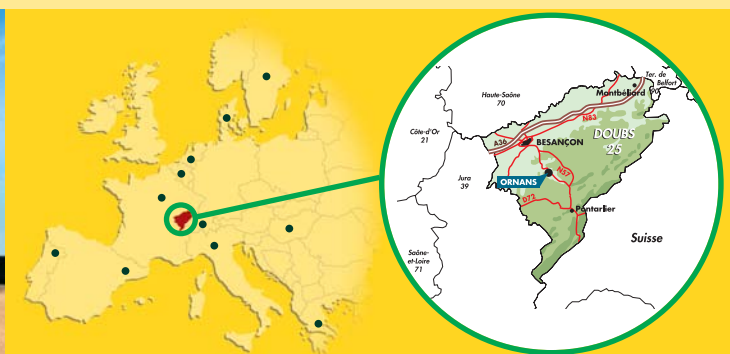 Ter. de
Belfort
90
Montbéliard
Haute-Saône
70
N83
Côte-d'Or
21
A36
DOUBS
25
BESANÇON
Jura
39
N57
ORNANS
D72
Pontarlier
Suisse
Saône-
et-Loire
71